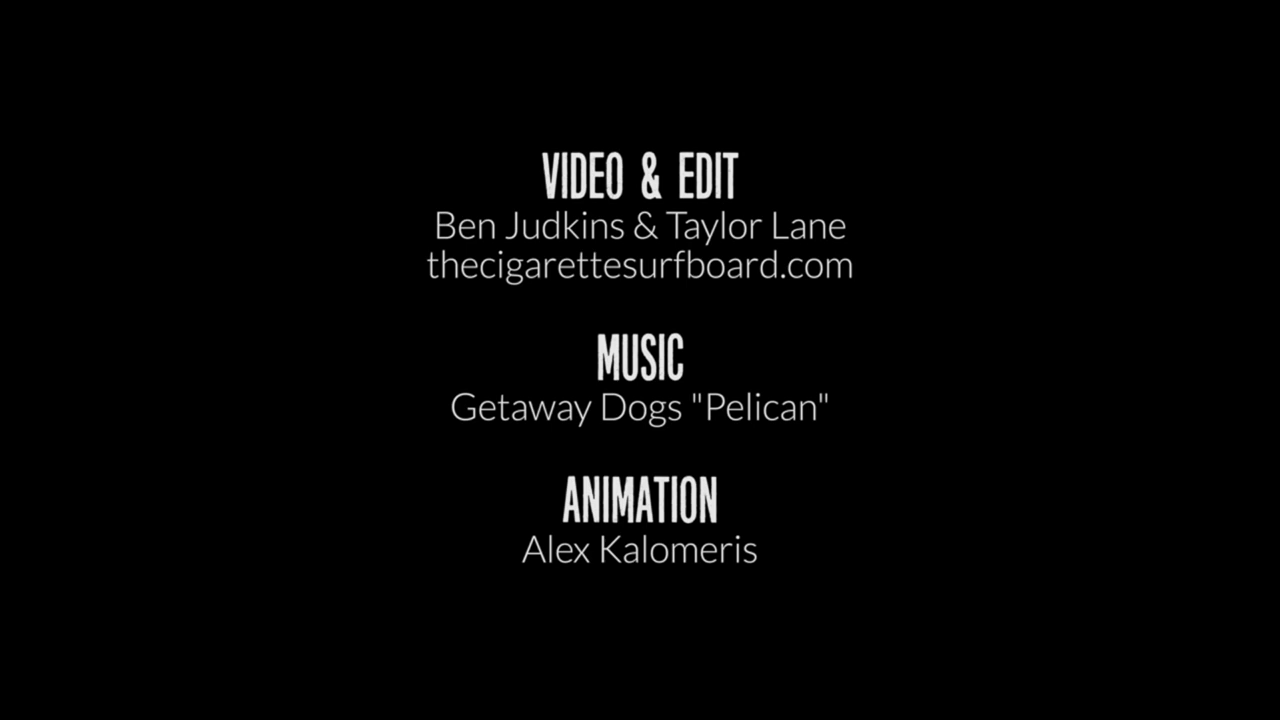 VIDEO & EDIT
Ben Judkins & Taylor Lane
thecigarettesurfboard.com
MUSIC
Getaway Dogs "Pelican"
ANIMATION
Alex Kalomeris